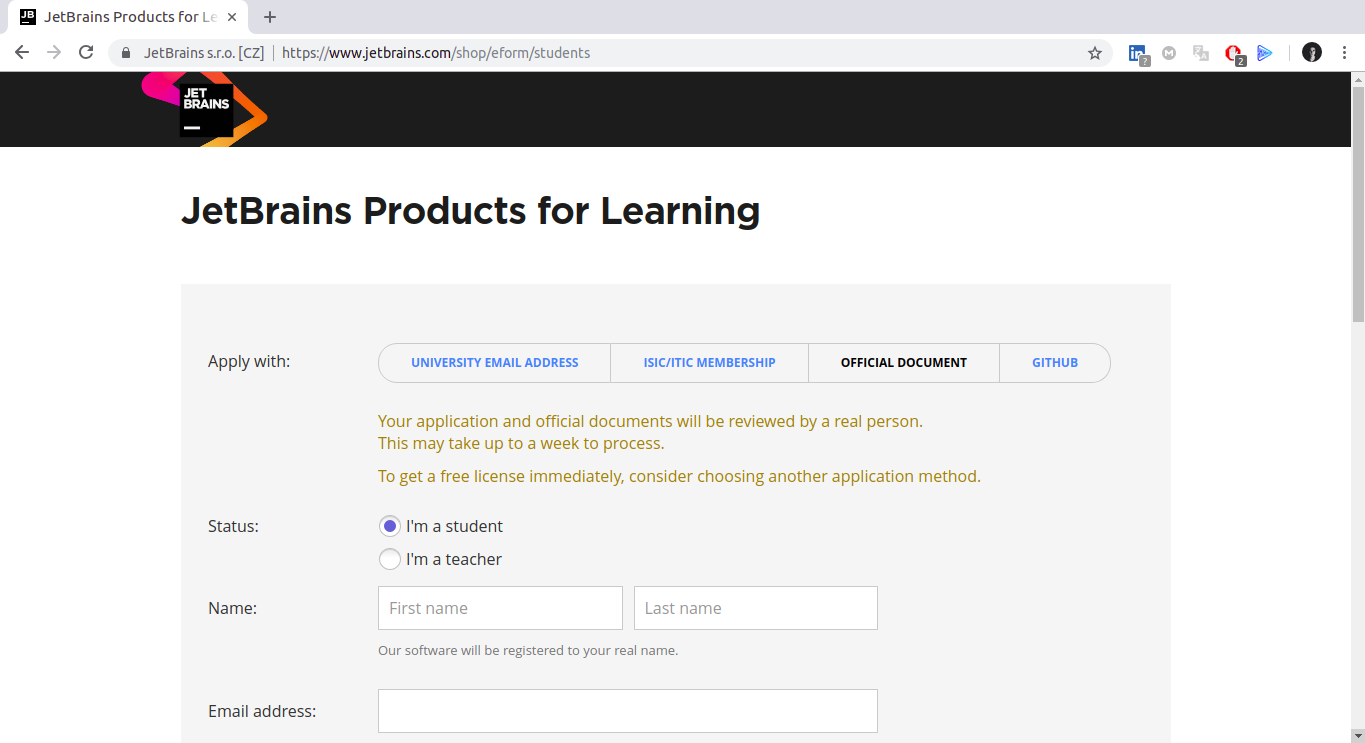 JB JetBrains Products for Le
JetBrains s.r.o. [CZ] https://www.jetbrains.com/shop/eform/students
?
M
2
JET
BRAINS
JetBrains Products for Learning
Apply with:
UNIVERSITY EMAIL ADDRESS
ISIC/ITIC MEMBERSHIP
OFFICIAL DOCUMENT
GITHUB
Your application and official documents will be reviewed by a real person.
This may take up to a week to process.
To get a free license immediately, consider choosing another application method.
Status:
I'm a student
I'm a teacher
Name:
First name
Last name
Our software will be registered to your real name.
Email address: